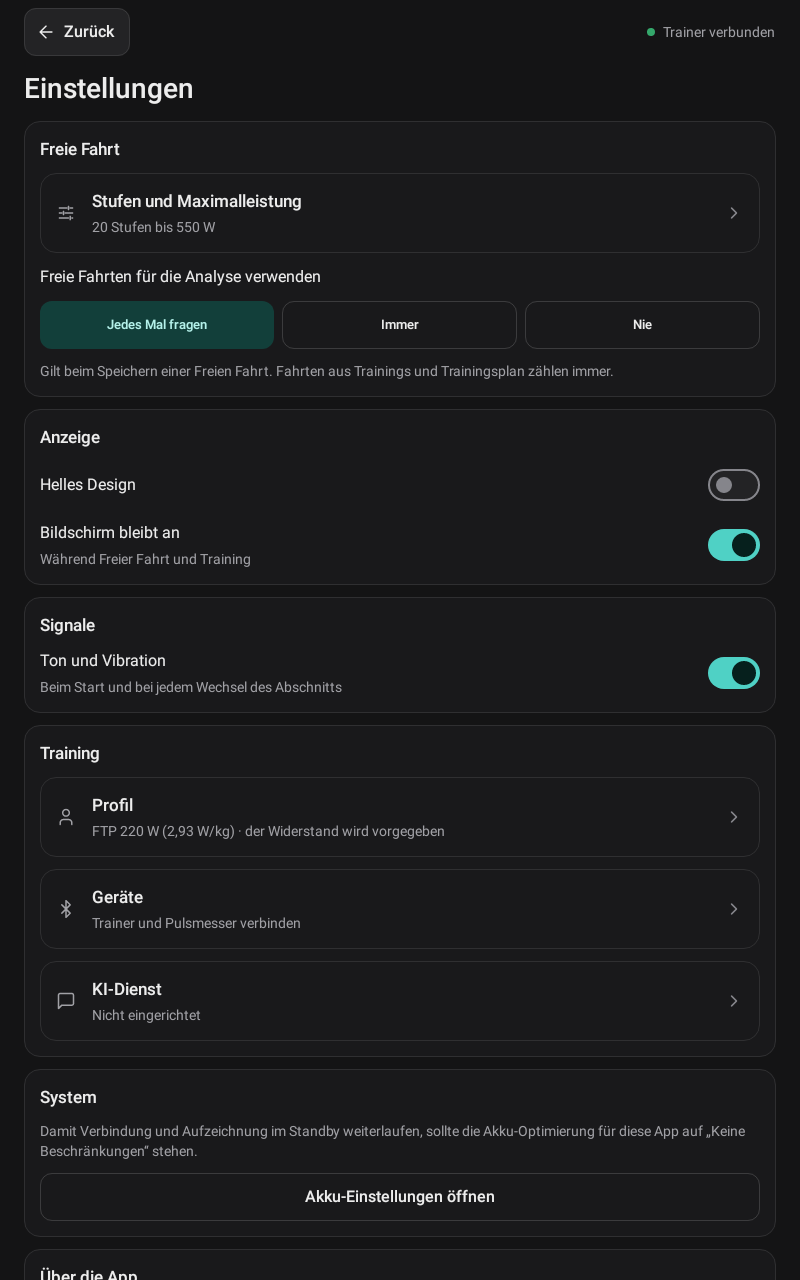 Zurück
Trainer verbunden
Einstellungen
Freie Fahrt
Stufen und Maximalleistung
20 Stufen bis 550 W
Freie Fahrten für die Analyse verwenden
Jedes Mal fragen
Immer
Nie
Gilt beim Speichern einer Freien Fahrt. Fahrten aus Trainings und Trainingsplan zählen immer.
Anzeige
Helles Design
Bildschirm bleibt an
Während Freier Fahrt und Training
Signale
Ton und Vibration
Beim Start und bei jedem Wechsel des Abschnitts
Training
Profil
FTP 220 W (2,93 W/kg) · der Widerstand wird vorgegeben
Geräte
Trainer und Pulsmesser verbinden
KI-Dienst
Nicht eingerichtet
System
Damit Verbindung und Aufzeichnung im Standby weiterlaufen, sollte die Akku-Optimierung für diese App auf „Keine
Beschränkungen“ stehen.
Akku-Einstellungen öffnen
Über die App